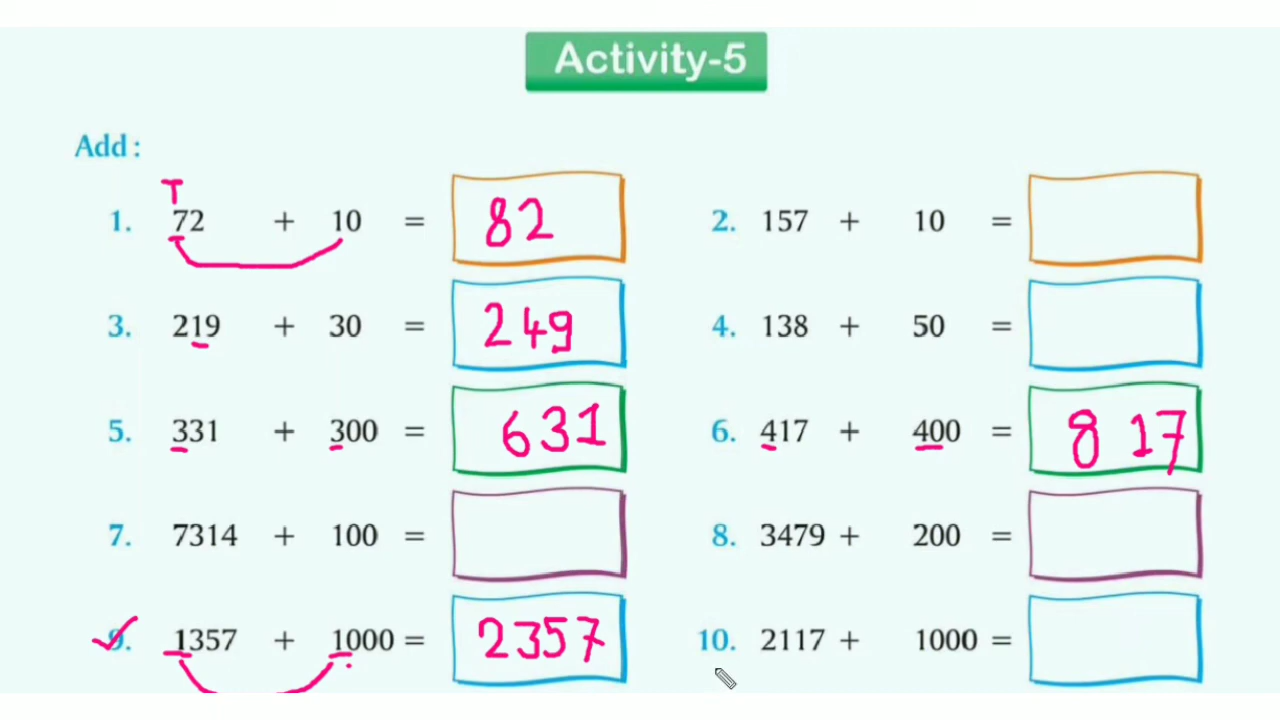 Activity-5
Add :
T
1. 72 + 10 = 82 2. 157 + 10 =
3. 219 + 30 = 249 4. 138 + 50 =
5. 331 + 300 = 631 6. 417 + 400 = 817
7. 7314 + 100 = 8. 3479 + 200 =
9. 1357 + 1000 = 2357 10. 2117 + 1000 =